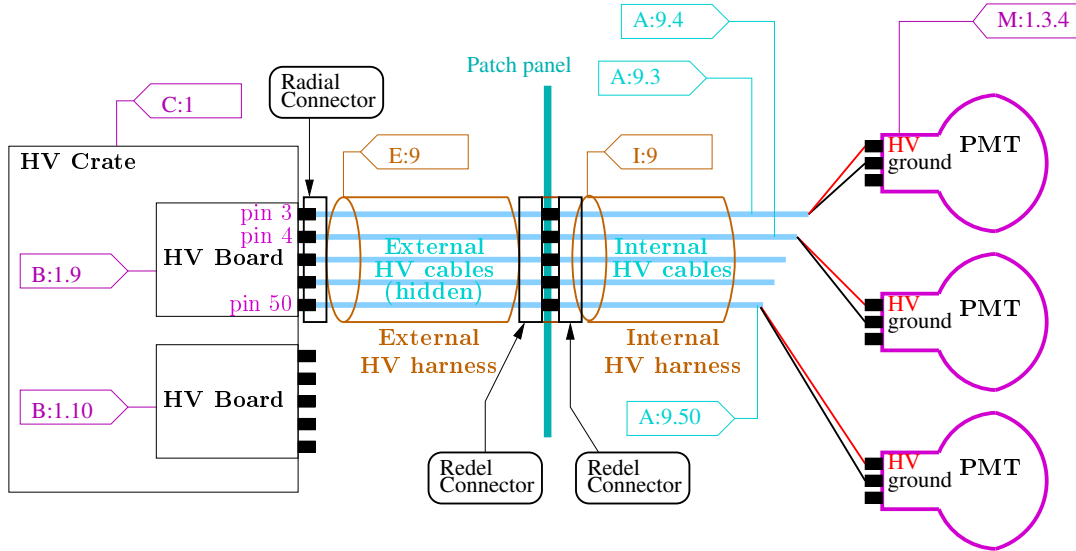 A:9.4
M:1.3.4
Patch panel
A:9.3
Radial
Connector
C:1
HV Crate
E:9
I:9
HV
ground
PMT
pin 3
pin 4
HV Board
B:1.9
pin 50
External
HV cables
(hidden)
Internal
HV cables
HV
ground
PMT
External
HV harness
Internal
HV harness
HV Board
B:1.10
A:9.50
Redel
Connector
Redel
Connector
HV
ground
PMT